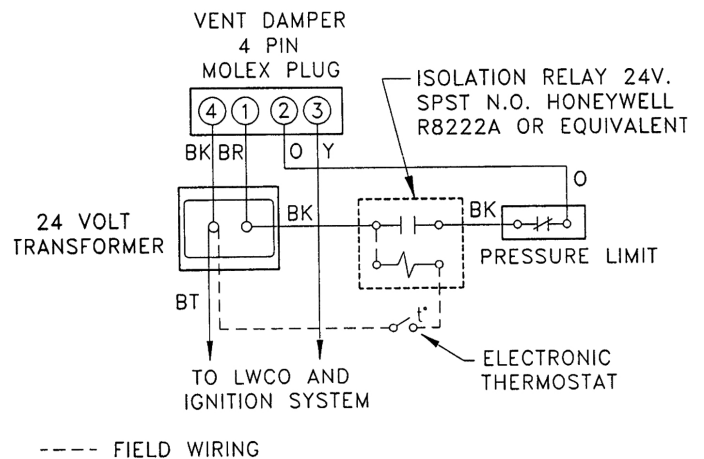 VENT DAMPER
4 PIN
MOLEX PLUG
ISOLATION RELAY 24V.
SPST N.O. HONEYWELL
R8222A OR EQUIVALENT
4 1 2 3
BK BR O Y
O
24 VOLT
TRANSFORMER
BK
BK
PRESSURE LIMIT
BT
t°
ELECTRONIC
THERMOSTAT
TO LWCO AND
IGNITION SYSTEM
---- FIELD WIRING